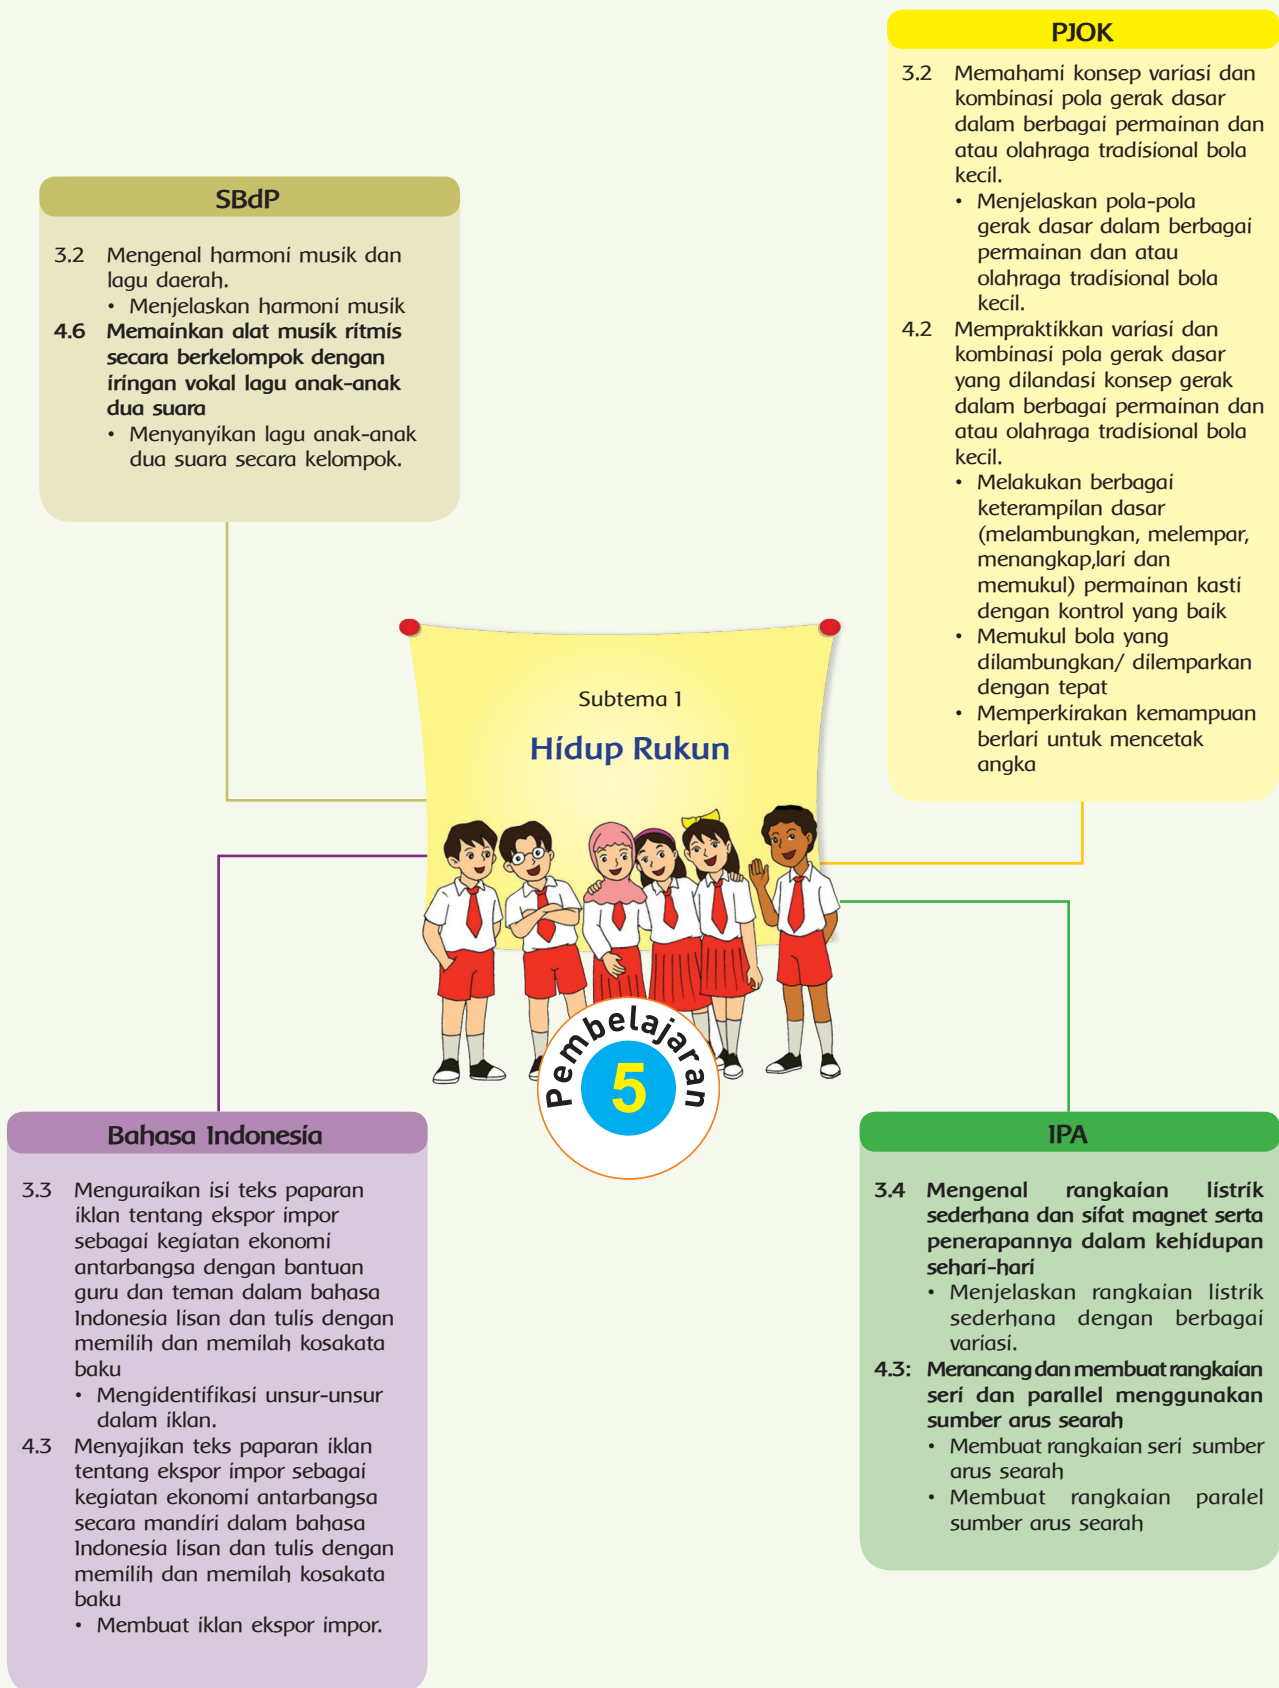 PJOK
3.2 Memahami konsep variasi dan
kombinasi pola gerak dasar
dalam berbagai permainan dan
atau olahraga tradisional bola
kecil.
• Menjelaskan pola-pola
gerak dasar dalam berbagai
permainan dan atau
olahraga tradisional bola
kecil.
4.2 Mempraktikkan variasi dan
kombinasi pola gerak dasar
yang dilandasi konsep gerak
dalam berbagai permainan dan
atau olahraga tradisional bola
kecil.
• Melakukan berbagai
keterampilan dasar
(melambungkan, melempar,
menangkap,lari dan
memukul) permainan kasti
dengan kontrol yang baik
• Memukul bola yang
dilambungkan/ dilemparkan
dengan tepat
• Memperkirakan kemampuan
berlari untuk mencetak
angka
SBdP
3.2 Mengenal harmoni musik dan
lagu daerah.
• Menjelaskan harmoni musik
4.6 Memainkan alat musik ritmis
secara berkelompok dengan
iringan vokal lagu anak-anak
dua suara
• Menyanyikan lagu anak-anak
dua suara secara kelompok.
Subtema 1
Hidup Rukun
Pembelajaran
5
Bahasa Indonesia
3.3 Menguraikan isi teks paparan
iklan tentang ekspor impor
sebagai kegiatan ekonomi
antarbangsa dengan bantuan
guru dan teman dalam bahasa
Indonesia lisan dan tulis dengan
memilih dan memilah kosakata
baku
• Mengidentifikasi unsur-unsur
dalam iklan.
4.3 Menyajikan teks paparan iklan
tentang ekspor impor sebagai
kegiatan ekonomi antarbangsa
secara mandiri dalam bahasa
Indonesia lisan dan tulis dengan
memilih dan memilah kosakata
baku
• Membuat iklan ekspor impor.
IPA
3.4 Mengenal rangkaian listrik
sederhana dan sifat magnet serta
penerapannya dalam kehidupan
sehari-hari
• Menjelaskan rangkaian listrik
sederhana dengan berbagai
variasi.
4.3: Merancang dan membuat rangkaian
seri dan parallel menggunakan
sumber arus searah
• Membuat rangkaian seri sumber
arus searah
• Membuat rangkaian paralel
sumber arus searah